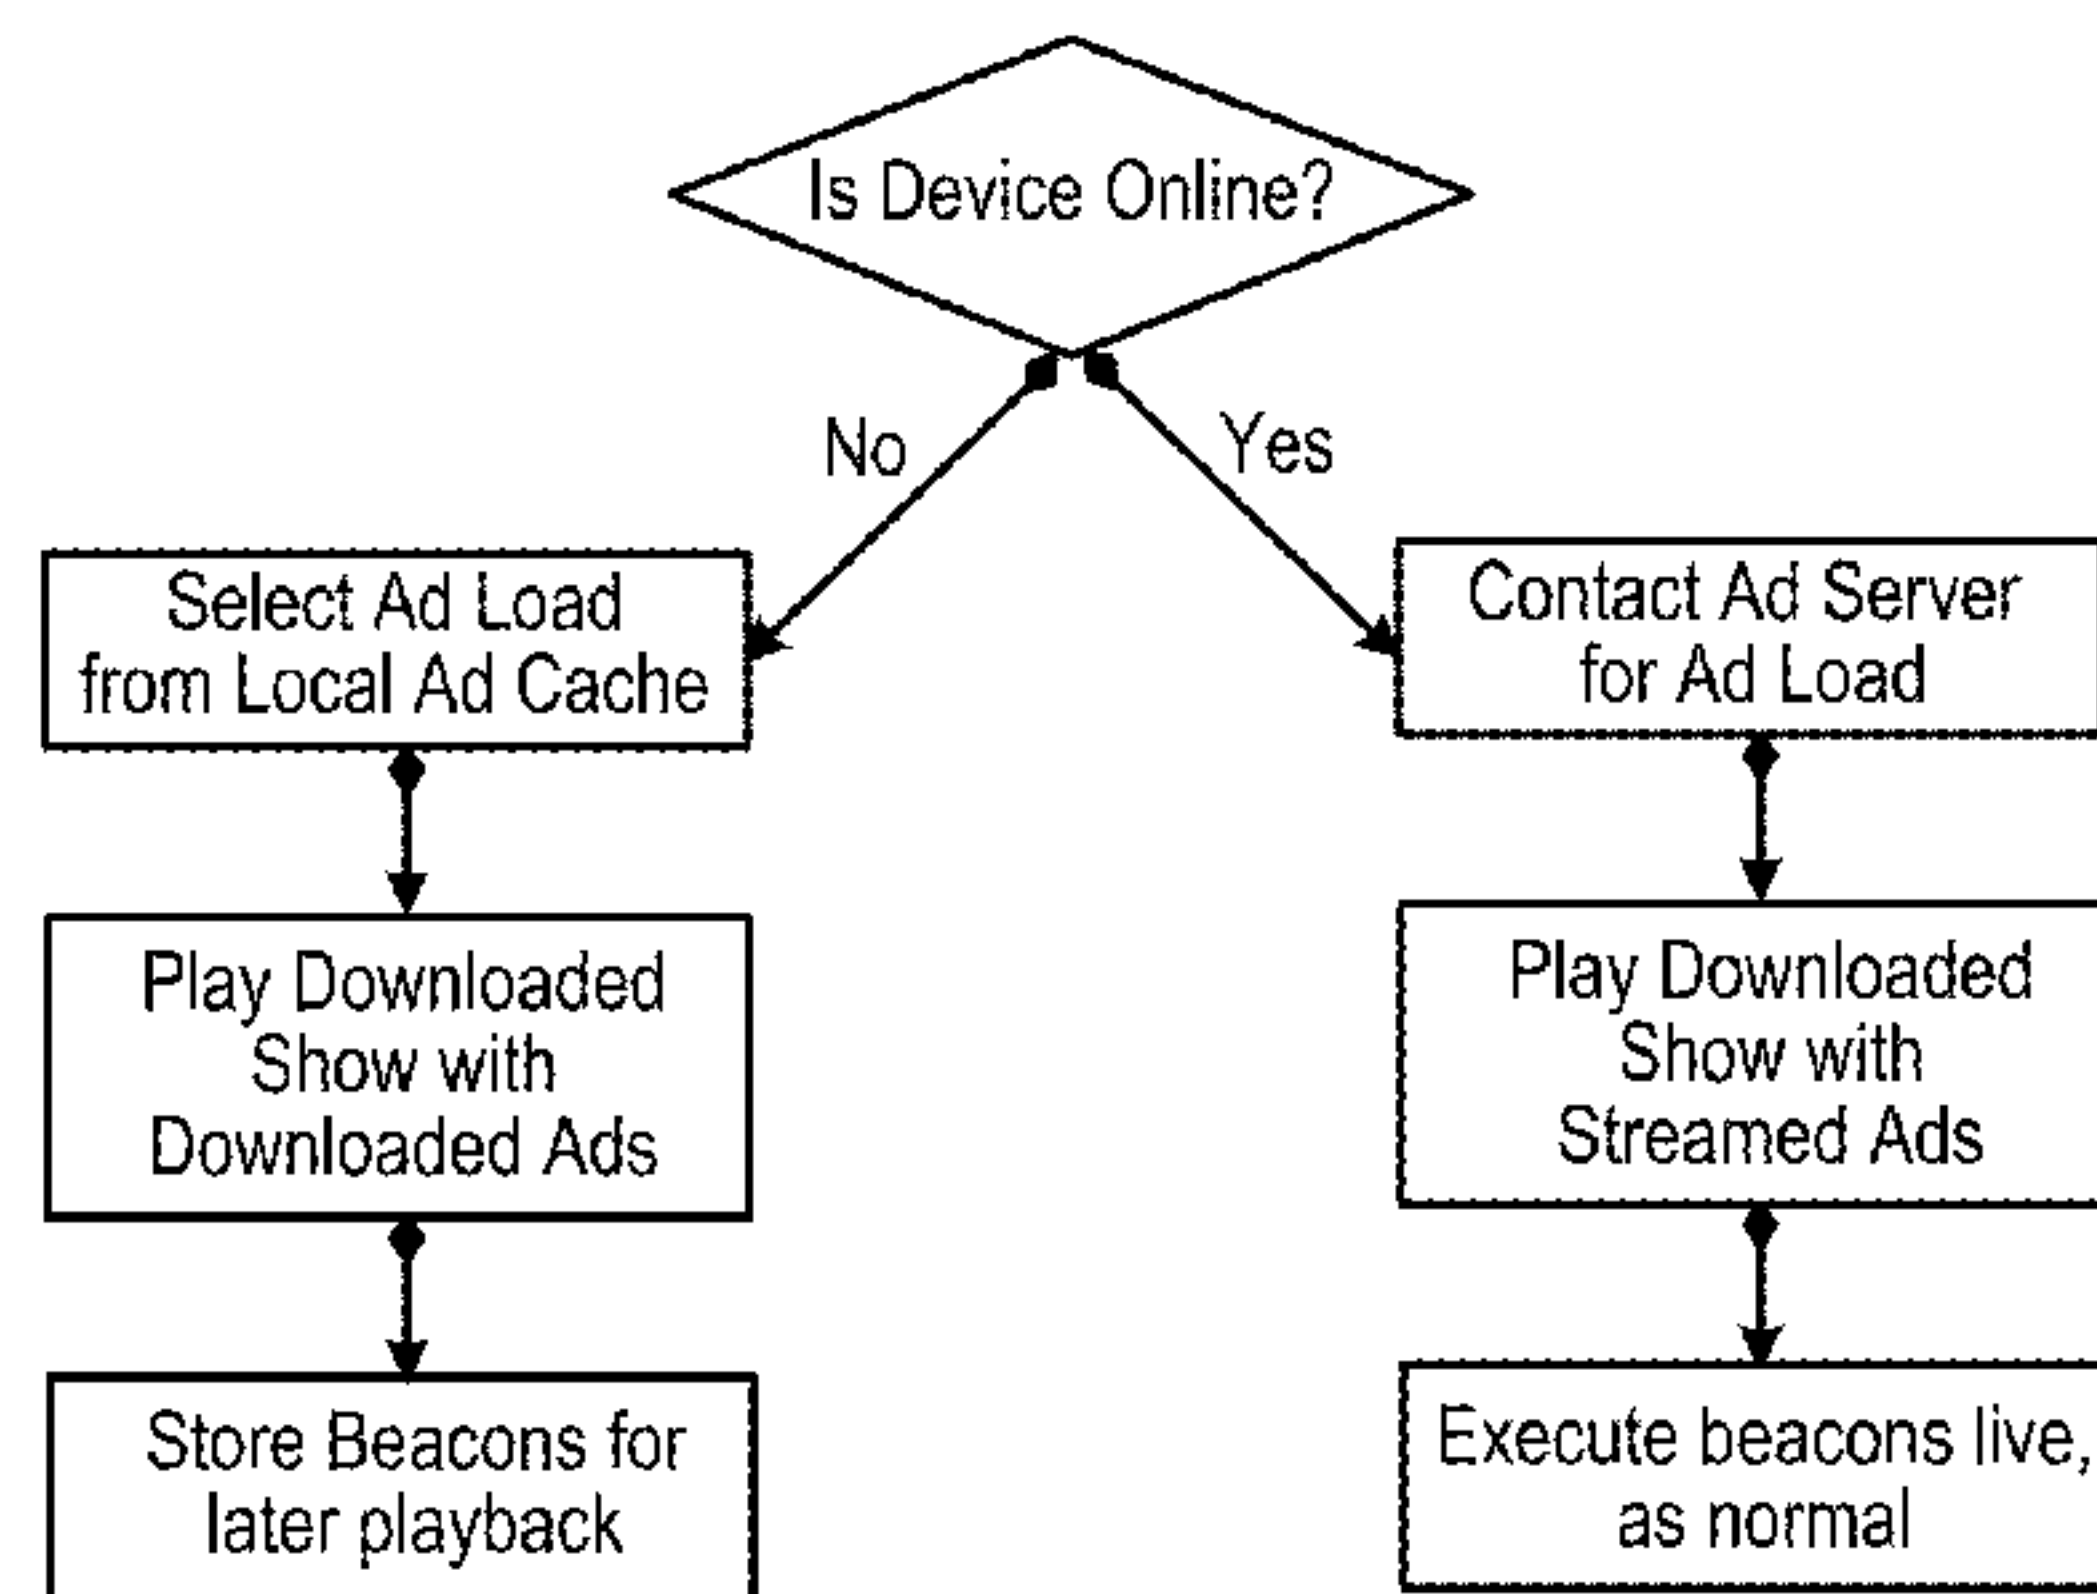 Is Device Online?
No
Yes
Select Ad Load
from Local Ad Cache
Contact Ad Server
for Ad Load
Play Downloaded
Show with
Downloaded Ads
Play Downloaded
Show with
Streamed Ads
Store Beacons for
later playback
Execute beacons live,
as normal